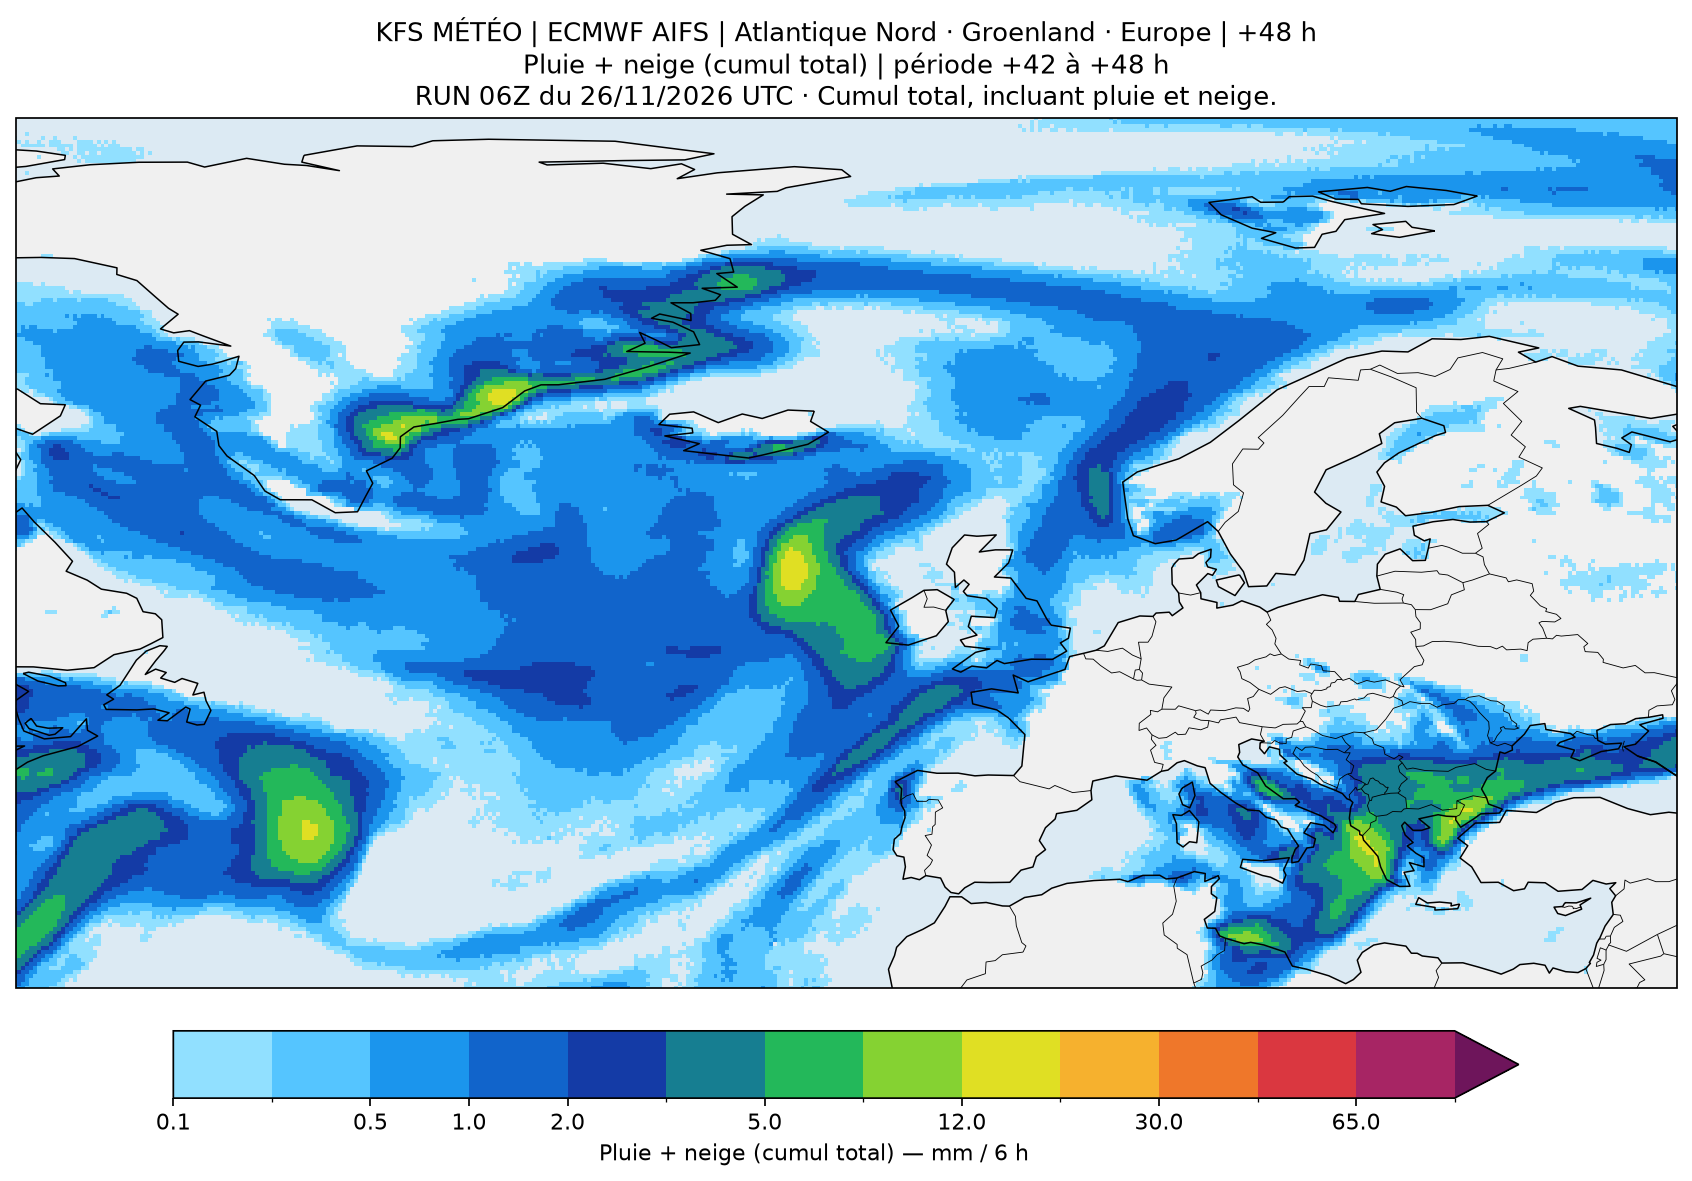 KFS MÉTÉO | ECMWF AIFS | Atlantique Nord · Groenland · Europe | +48 h
Pluie + neige (cumul total) | période +42 à +48 h
RUN 06Z du 26/11/2026 UTC · Cumul total, incluant pluie et neige.
0.1 0.5 1.0 2.0 5.0 12.0 30.0 65.0
Pluie + neige (cumul total) — mm / 6 h